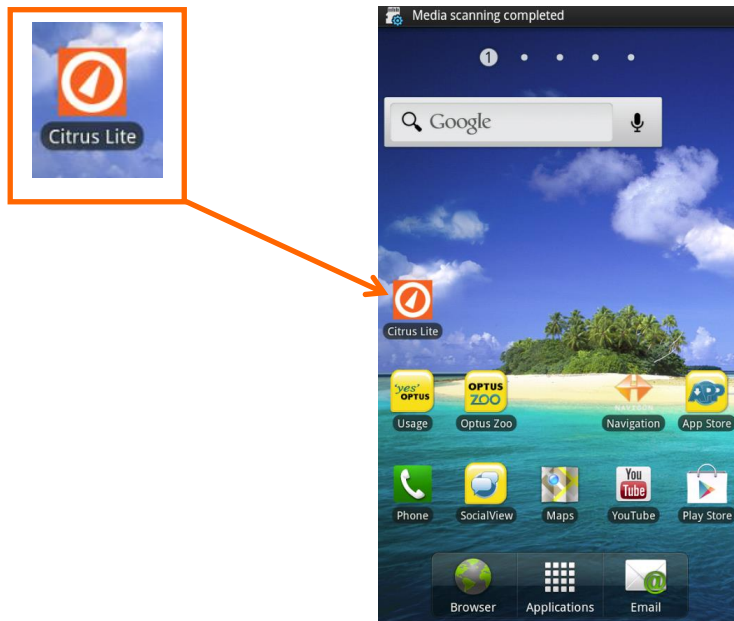 Citrus Lite
Media scanning completed
1
Google
Citrus Lite
'yes' OPTUS
OPTUS ZOO
NAVIGON
APP
Usage
Optus Zoo
Navigation
App Store
You Tube
Phone
SocialView
Maps
YouTube
Play Store
@
Browser
Applications
Email